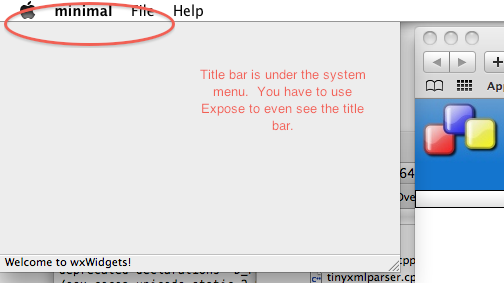 minimal File Help
Title bar is under the system
menu. You have to use
Expose to even see the title
bar.
App
64
Ove
Welcome to wxWidgets!
.cpp
tinyxmlparser.cp